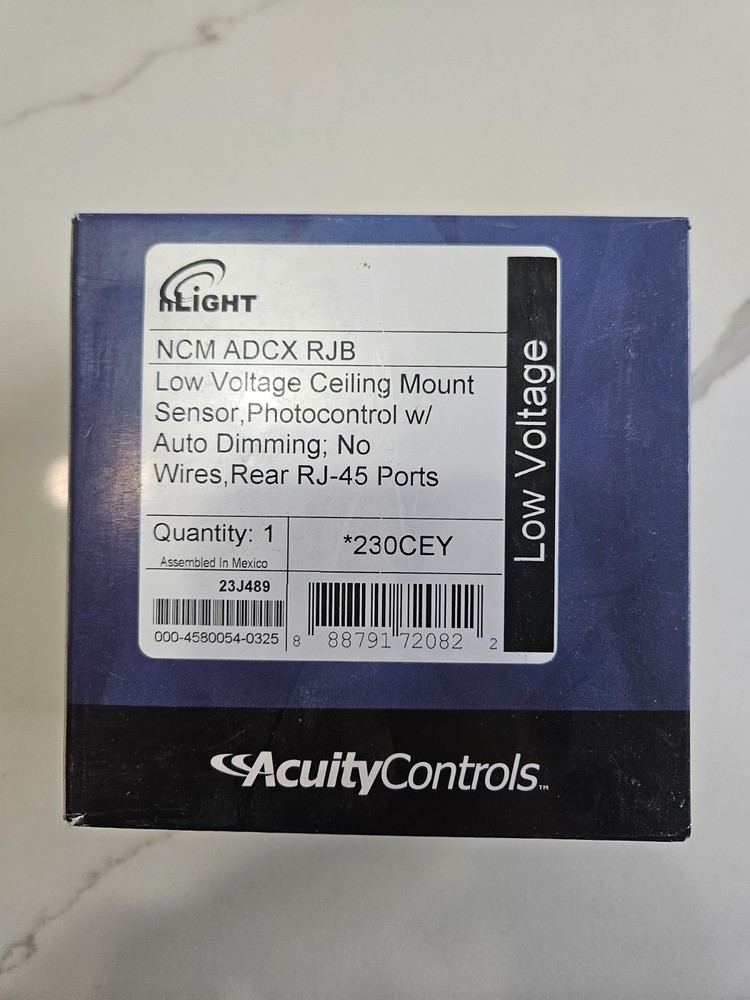 nLiGHT
NCM ADCX RJB
Low Voltage Ceiling Mount
Sensor,Photocontrol w/
Auto Dimming; No
Wires,Rear RJ-45 Ports
Low Voltage
Quantity: 1
Assembled In Mexico
*230CEY
23J489
000-4580054-0325
8 88791 72082 2
AcuityControls™